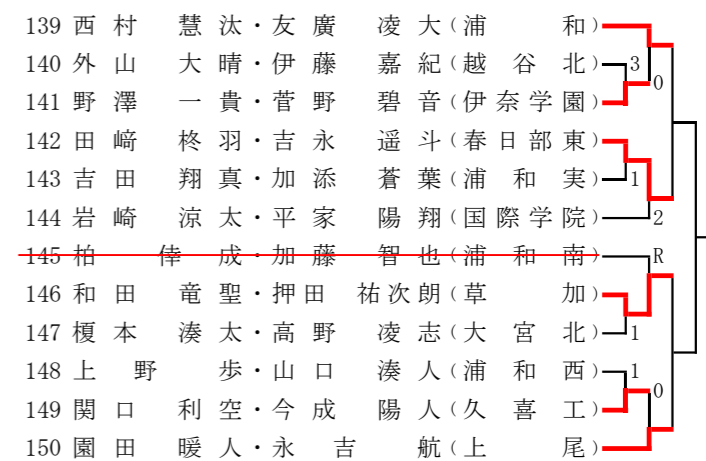 139 西村 慧汰・友廣 凌大(浦和)
140 外山 大晴・伊藤 嘉紀(越谷北) 3
0
141 野澤 一貴・菅野 碧音(伊奈学園)
142 田﨑 柊羽・吉永 遥斗(春日部東)
143 吉田 翔真・加添 蒼葉(浦和実) 1
144 岩崎 涼太・平家 陽翔(国際学院) 2
145 柏 倖成・加藤 智也(浦和南) R
146 和田 竜聖・押田 祐次朗(草加)
147 榎本 湊太・高野 凌志(大宮北) 1
148 上野 歩・山口 湊人(浦和西) 1
0
149 関口 利空・今成 陽人(久喜工)
150 園田 暖人・永吉 航(上尾)